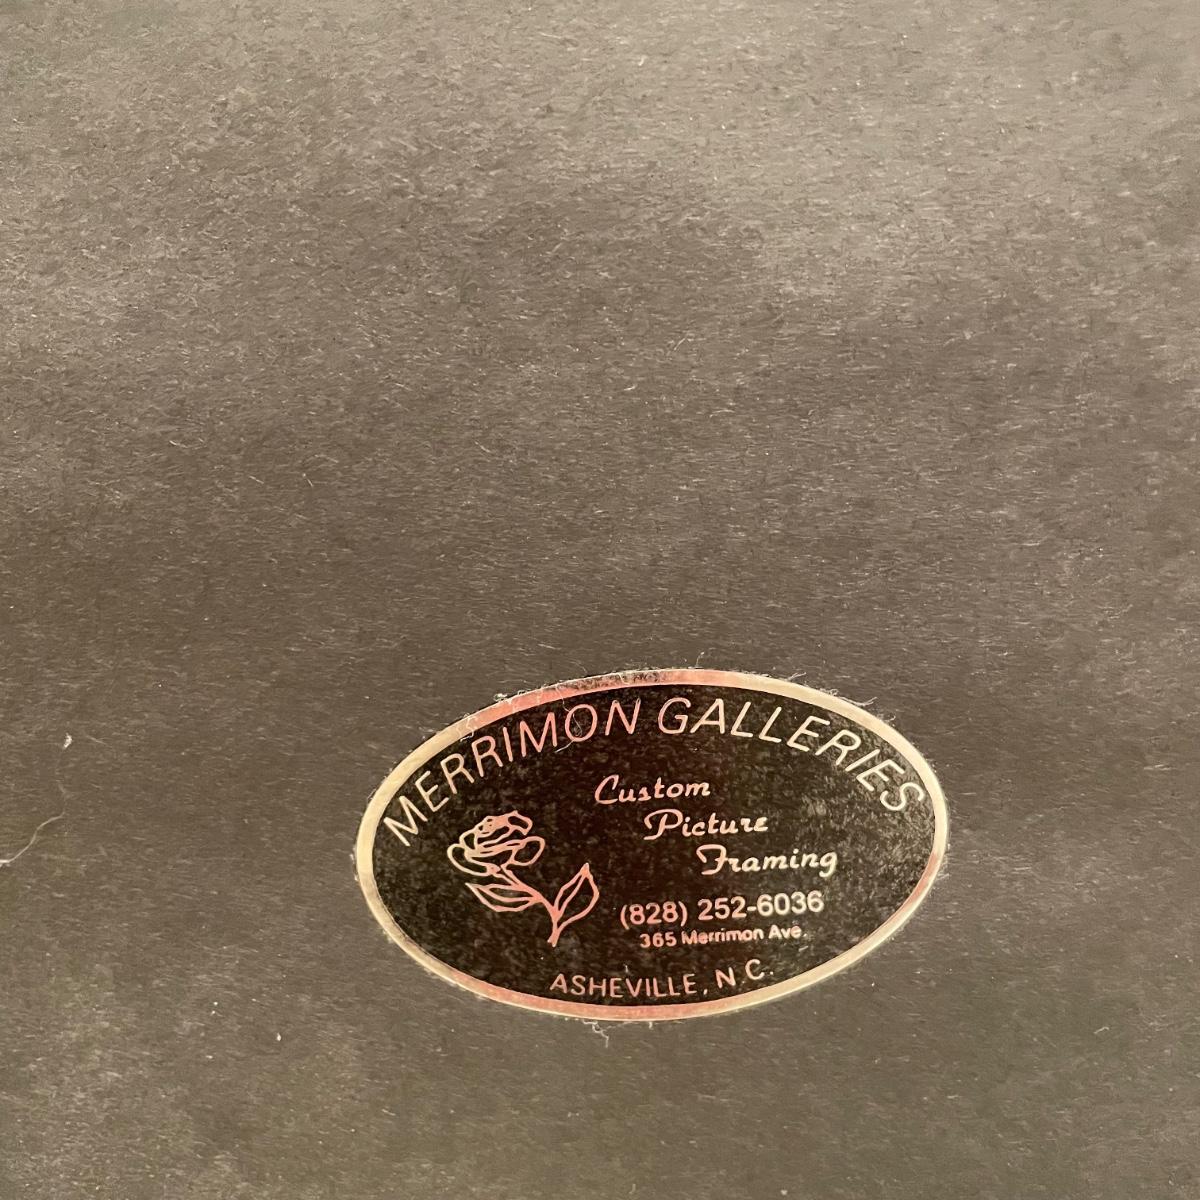 MERRIMON GALLERIES
Custom
Picture
Framing
(828) 252-6036
365 Merrimon Ave.
ASHEVILLE, N.C.